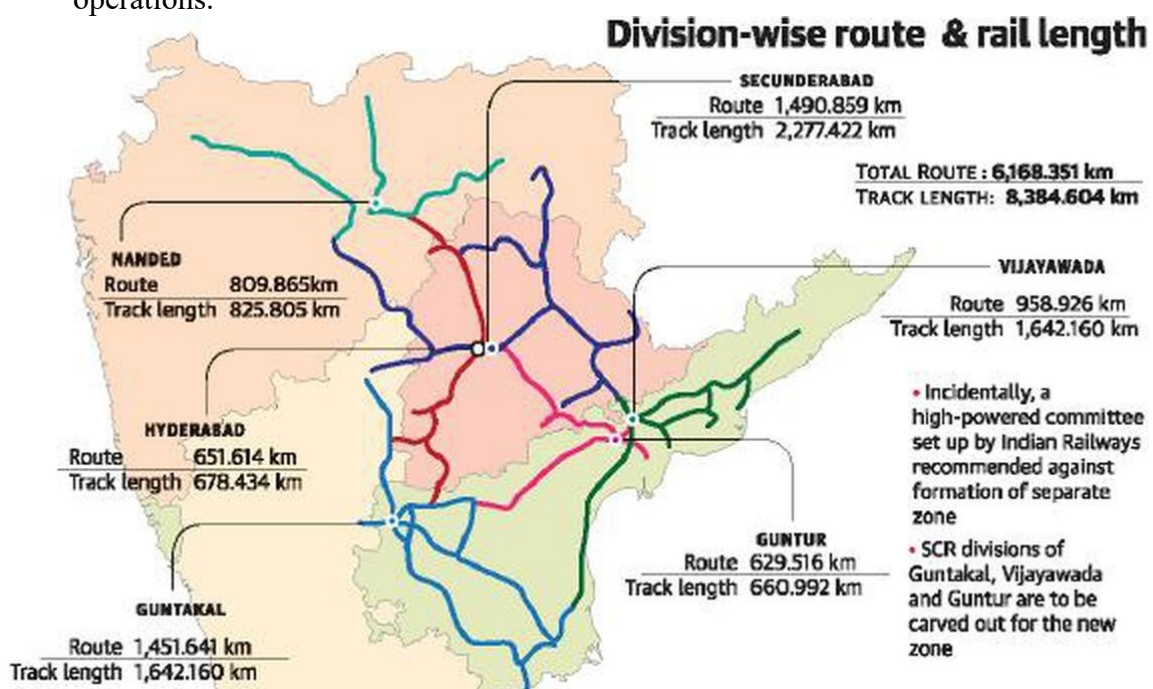 operations.
Division-wise route & rail length
SECUNDERABAD
Route 1,490.859 km
Track length 2,277.422 km
TOTAL ROUTE : 6,168.351 km
TRACK LENGTH: 8,384.604 km
NANDED
Route 809.865km
Track length 825.805 km
VIJAYAWADA
Route 958.926 km
Track length 1,642.160 km
HYDERABAD
Route 651.614 km
Track length 678.434 km
• Incidentally, a
high-powered committee
set up by Indian Railways
recommended against
formation of separate
zone
• SCR divisions of
Guntakal, Vijayawada
and Guntur are to be
carved out for the new
zone
GUNTUR
Route 629.516 km
Track length 660.992 km
GUNTAKAL
Route 1,451.641 km
Track length 1,642.160 km